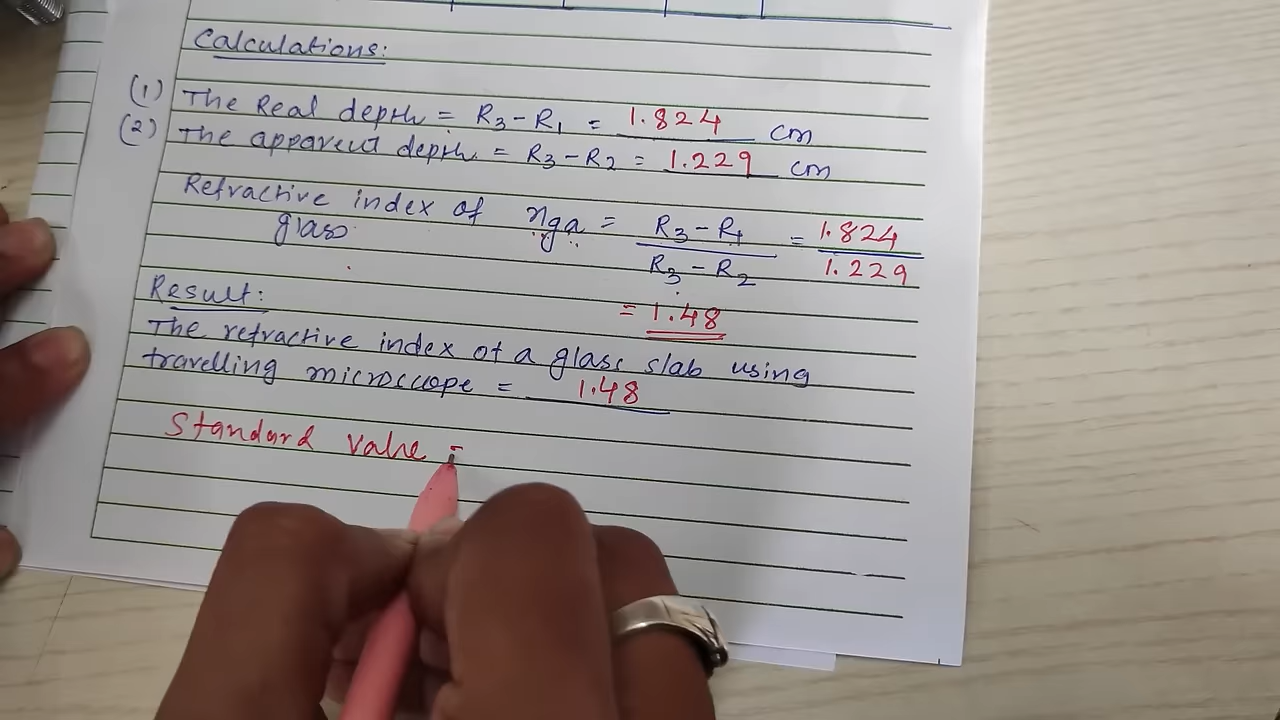 Calculations:
(1) The Real depth = R3 - R1 = 1.824 cm
(2) The apparent depth = R3 - R2 = 1.229 cm
Refractive index of glass nga = R3 - R1 / R3 - R2 = 1.824 / 1.229
= 1.48
Result:
The refractive index of a glass slab using
travelling microscope = 1.48
Standard value =